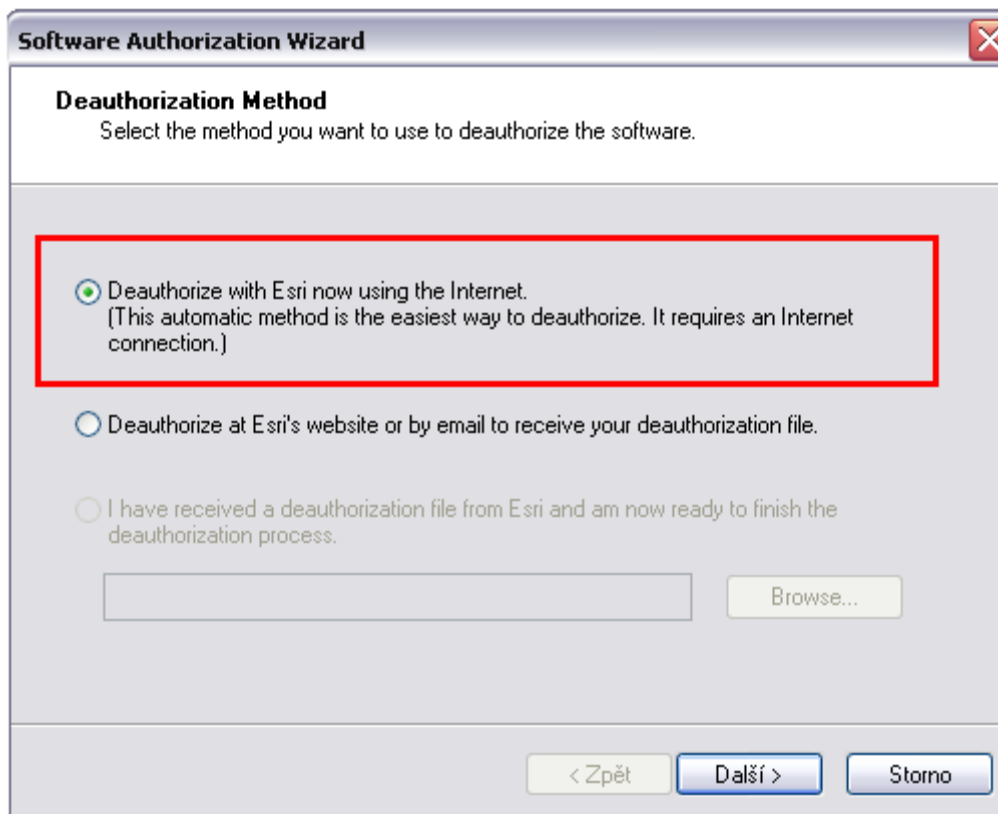 Software Authorization Wizard
Deauthorization Method
Select the method you want to use to deauthorize the software.
Deauthorize with Esri now using the Internet.
(This automatic method is the easiest way to deauthorize. It requires an Internet
connection.)
Deauthorize at Esri's website or by email to receive your deauthorization file.
I have received a deauthorization file from Esri and am now ready to finish the
deauthorization process.
Browse...
< Zpět
Další >
Storno